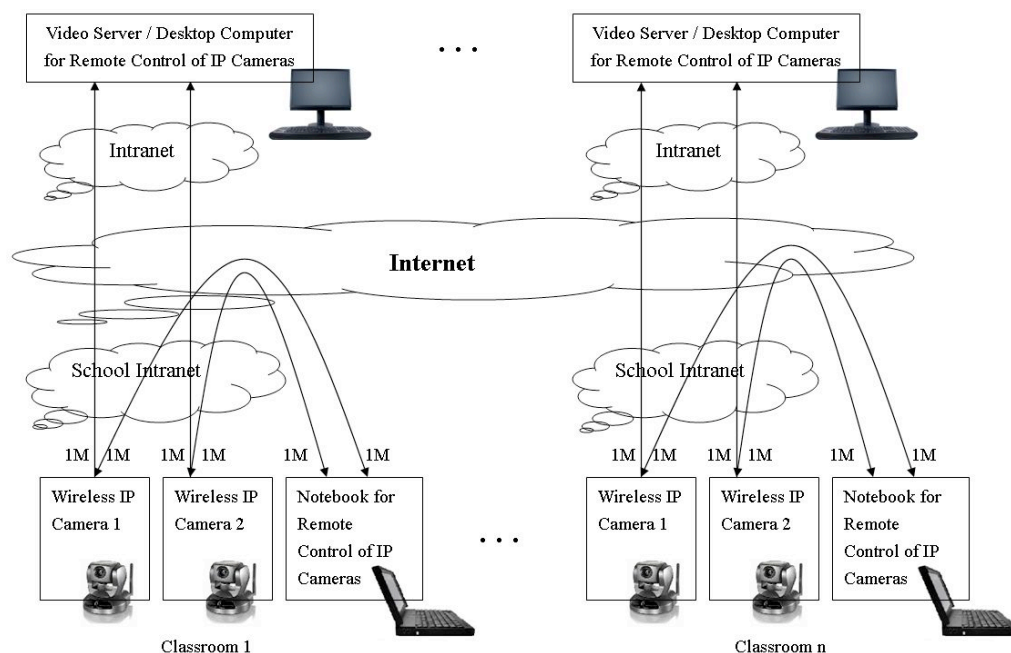 Video Server / Desktop Computer
for Remote Control of IP Cameras
. . .
Video Server / Desktop Computer
for Remote Control of IP Cameras
Intranet
Intranet
Internet
School Intranet
School Intranet
1M 1M 1M 1M 1M 1M
1M 1M 1M 1M 1M 1M
Wireless IP
Camera 1
Wireless IP
Camera 2
Notebook for
Remote
Control of IP
Cameras
. . .
Wireless IP
Camera 1
Wireless IP
Camera 2
Notebook for
Remote
Control of IP
Cameras
Classroom 1
Classroom n